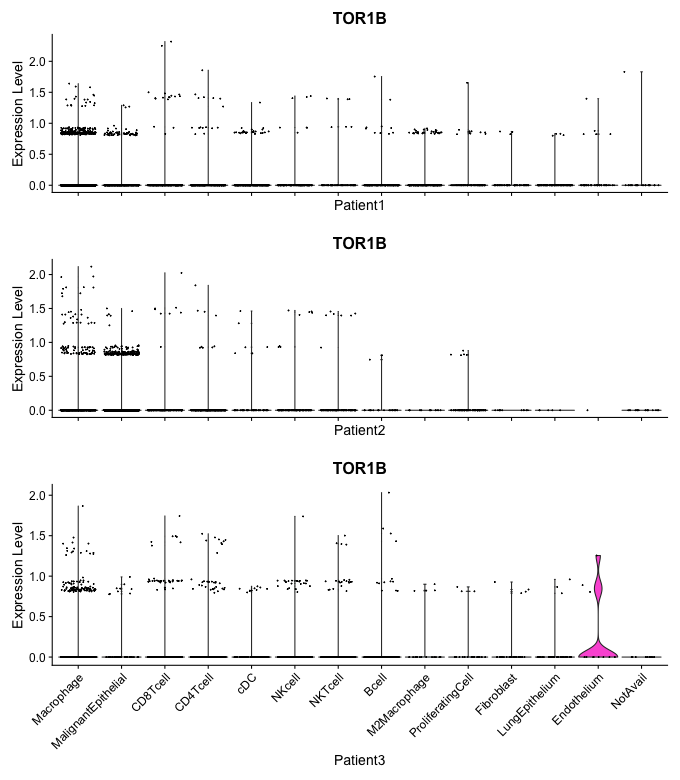 TOR1B
Expression Level
2.0
1.5
1.0
0.5
0.0
Patient1
TOR1B
Expression Level
2.0
1.5
1.0
0.5
0.0
Patient2
TOR1B
Expression Level
2.0
1.5
1.0
0.5
0.0
Macrophage
MalignantEpithelial
CD8Tcell
CD4Tcell
cDC
NKcell
NKTcell
Bcell
M2Macrophage
ProliferatingCell
Fibroblast
LungEpithelium
Endothelium
NotAvail
Patient3